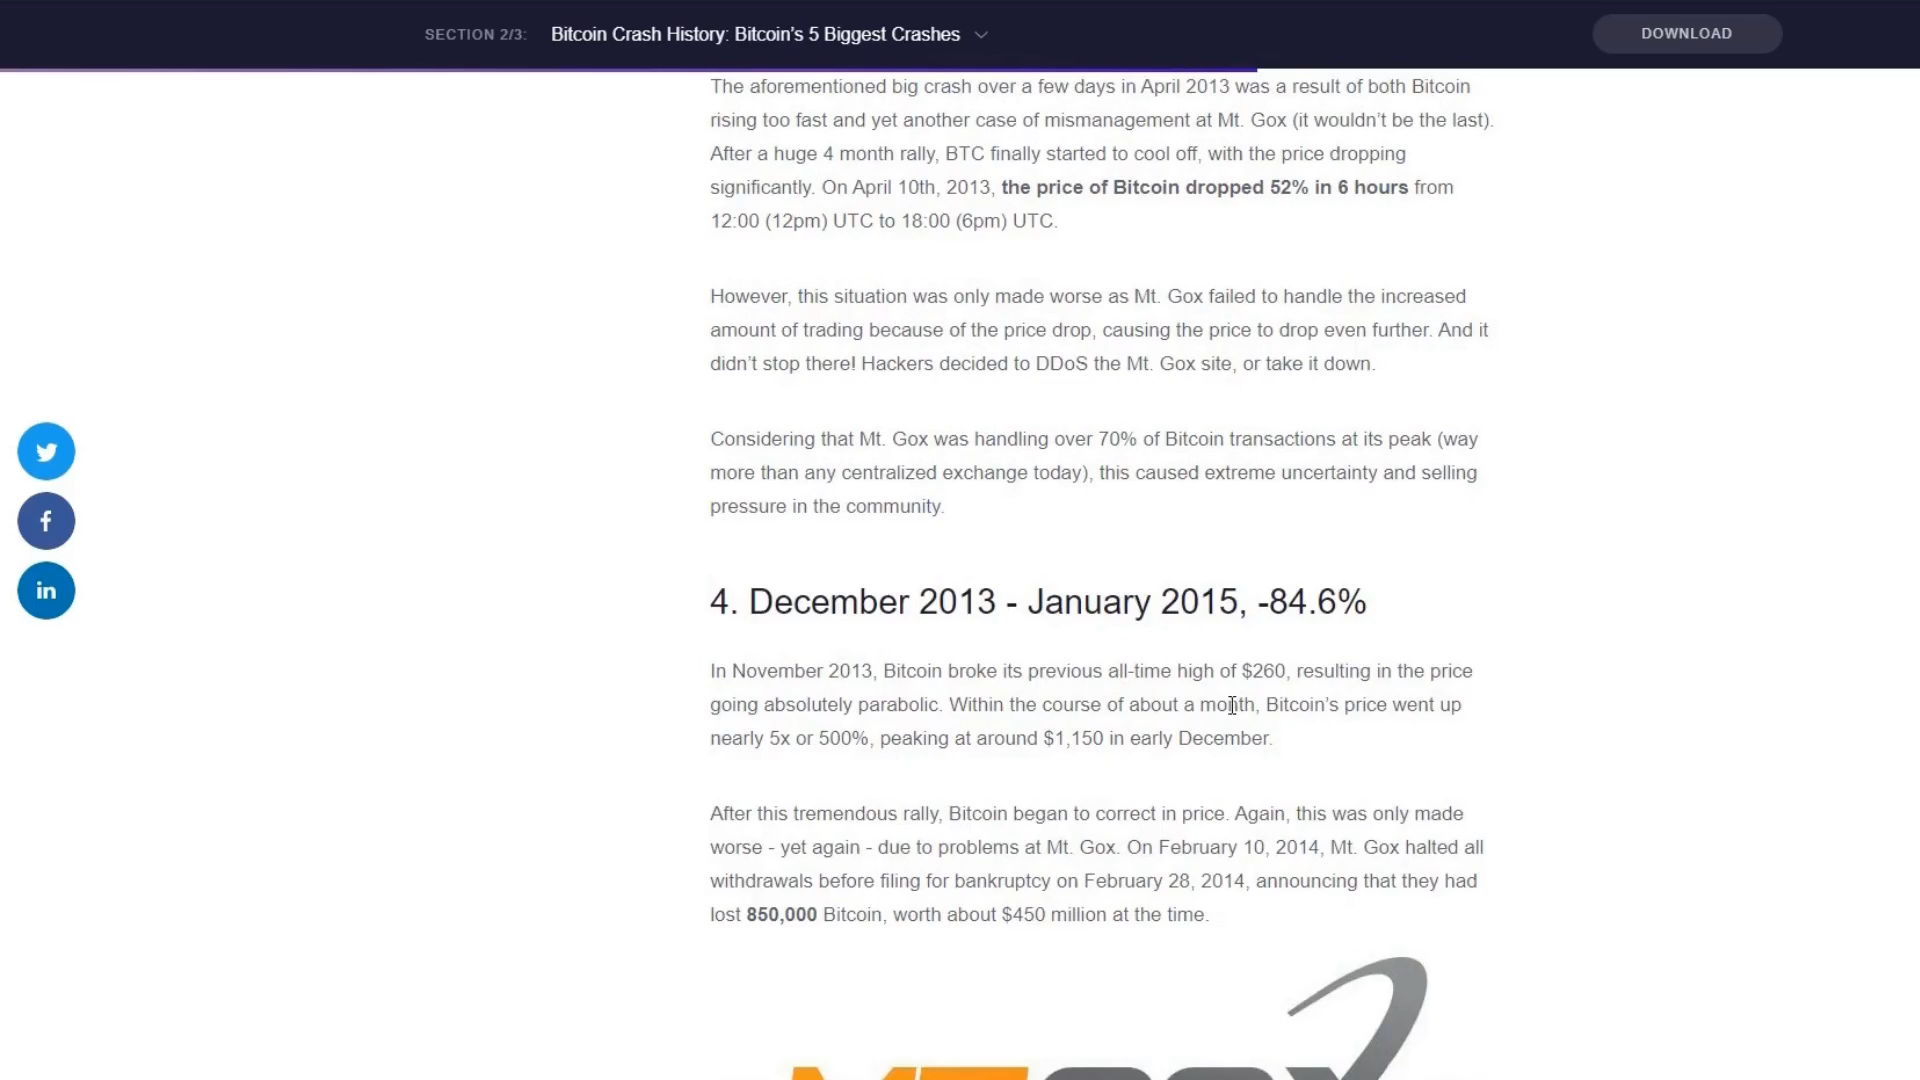 SECTION 2/3: Bitcoin Crash History: Bitcoin's 5 Biggest Crashes
DOWNLOAD
The aforementioned big crash over a few days in April 2013 was a result of both Bitcoin
rising too fast and yet another case of mismanagement at Mt. Gox (it wouldn't be the last).
After a huge 4 month rally, BTC finally started to cool off, with the price dropping
significantly. On April 10th, 2013, the price of Bitcoin dropped 52% in 6 hours from
12:00 (12pm) UTC to 18:00 (6pm) UTC.
However, this situation was only made worse as Mt. Gox failed to handle the increased
amount of trading because of the price drop, causing the price to drop even further. And it
didn't stop there! Hackers decided to DDoS the Mt. Gox site, or take it down.
Considering that Mt. Gox was handling over 70% of Bitcoin transactions at its peak (way
more than any centralized exchange today), this caused extreme uncertainty and selling
pressure in the community.
4. December 2013 - January 2015, -84.6%
In November 2013, Bitcoin broke its previous all-time high of $260, resulting in the price
going absolutely parabolic. Within the course of about a month, Bitcoin's price went up
nearly 5x or 500%, peaking at around $1,150 in early December.
After this tremendous rally, Bitcoin began to correct in price. Again, this was only made
worse - yet again - due to problems at Mt. Gox. On February 10, 2014, Mt. Gox halted all
withdrawals before filing for bankruptcy on February 28, 2014, announcing that they had
lost 850,000 Bitcoin, worth about $450 million at the time.